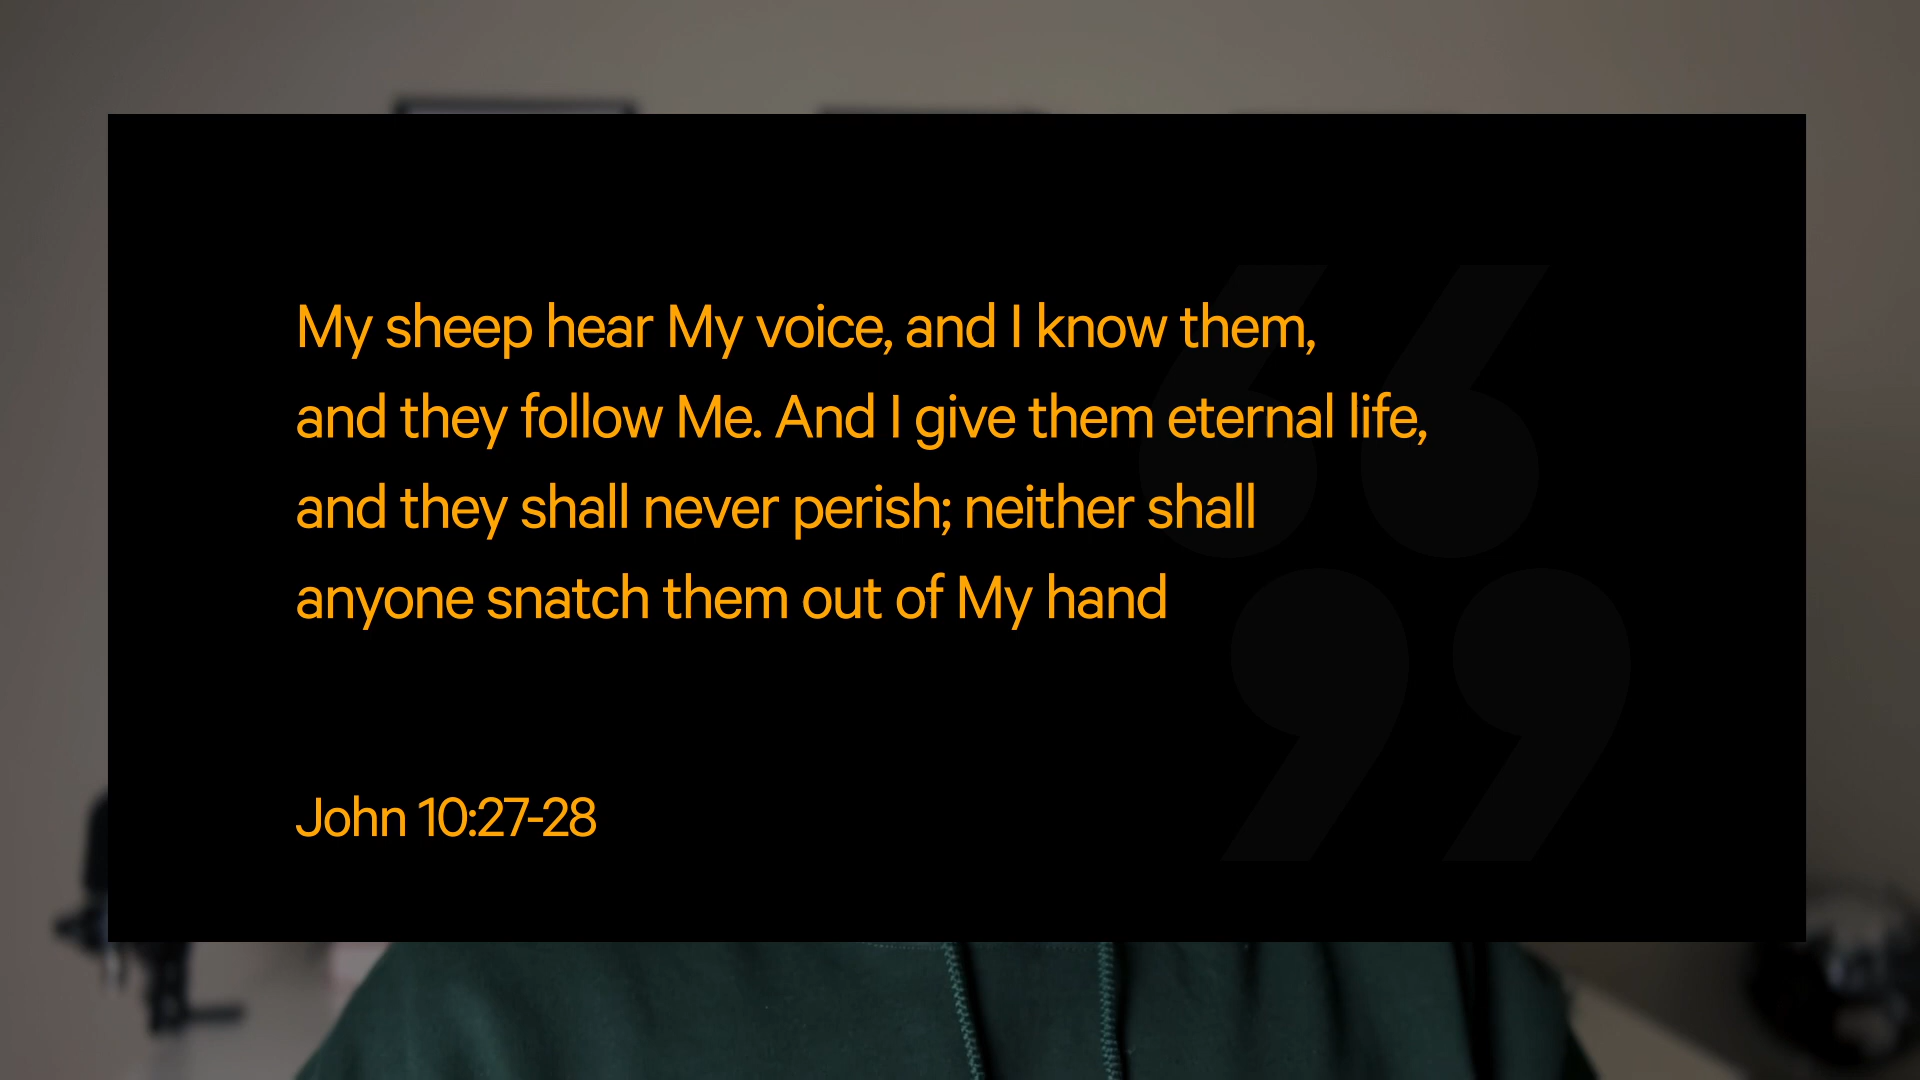 My sheep hear My voice, and I know them,
and they follow Me. And I give them eternal life,
and they shall never perish; neither shall
anyone snatch them out of My hand
John 10:27-28